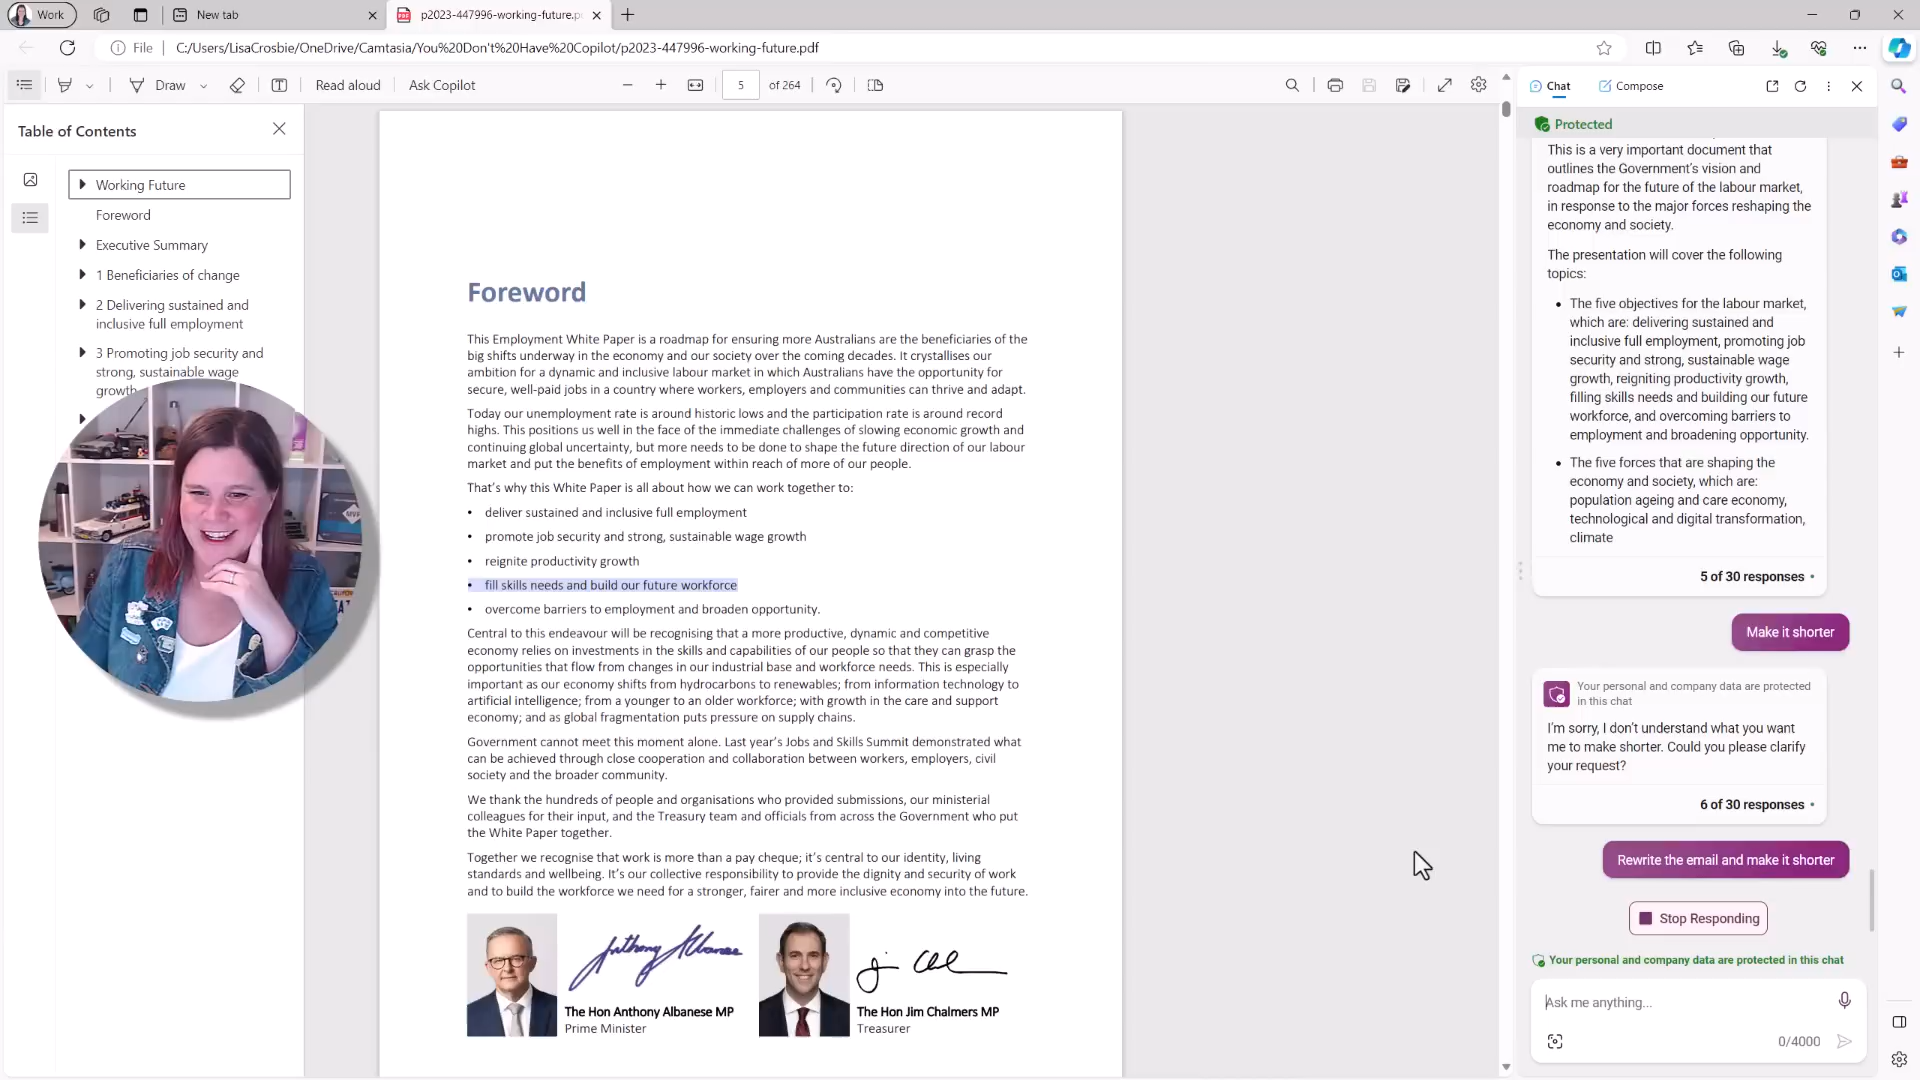 Work
New tab
p2023-447996-working-future.p
File
C:/Users/LisaCrosbie/OneDrive/Camtasia/You%20Don't%20Have%20Copilot/p2023-447996-working-future.pdf
Draw
Read aloud
Ask Copilot
5
of 264
Table of Contents
Working Future
Foreword
Executive Summary
1 Beneficiaries of change
2 Delivering sustained and
inclusive full employment
3 Promoting job security and
strong, sustainable wage
growth
Foreword
This Employment White Paper is a roadmap for ensuring more Australians are the beneficiaries of the
big shifts underway in the economy and our society over the coming decades. It crystallises our
ambition for a dynamic and inclusive labour market in which Australians have the opportunity for
secure, well-paid jobs in a country where workers, employers and communities can thrive and adapt.
Today our unemployment rate is around historic lows and the participation rate is around record
highs. This positions us well in the face of the immediate challenges of slowing economic growth and
continuing global uncertainty, but more needs to be done to shape the future direction of our labour
market and put the benefits of employment within reach of more of our people.
That's why this White Paper is all about how we can work together to:
• deliver sustained and inclusive full employment
• promote job security and strong, sustainable wage growth
• reignite productivity growth
• fill skills needs and build our future workforce
• overcome barriers to employment and broaden opportunity.
Central to this endeavour will be recognising that a more productive, dynamic and competitive
economy relies on investments in the skills and capabilities of our people so that they can grasp the
opportunities that flow from changes in our industrial base and workforce needs. This is especially
important as our economy shifts from hydrocarbons to renewables; from information technology to
artificial intelligence; from a younger to an older workforce; with growth in the care and support
economy; and as global fragmentation puts pressure on supply chains.
Government cannot meet this moment alone. Last year's Jobs and Skills Summit demonstrated what
can be achieved through close cooperation and collaboration between workers, employers, civil
society and the broader community.
We thank the hundreds of people and organisations who provided submissions, our ministerial
colleagues for their input, and the Treasury team and officials from across the Government who put
the White Paper together.
Together we recognise that work is more than a pay cheque; it's central to our identity, living
standards and wellbeing. It's our collective responsibility to provide the dignity and security of work
and to build the workforce we need for a stronger, fairer and more inclusive economy into the future.
The Hon Anthony Albanese MP
Prime Minister
The Hon Jim Chalmers MP
Treasurer
Chat
Compose
Protected
This is a very important document that
outlines the Government's vision and
roadmap for the future of the labour market,
in response to the major forces reshaping the
economy and society.
The presentation will cover the following
topics:
• The five objectives for the labour market,
which are: delivering sustained and
inclusive full employment, promoting job
security and strong, sustainable wage
growth, reigniting productivity growth,
filling skills needs and building our future
workforce, and overcoming barriers to
employment and broadening opportunity.
• The five forces that are shaping the
economy and society, which are:
population ageing and care economy,
technological and digital transformation,
climate
5 of 30 responses
Make it shorter
Your personal and company data are protected
in this chat
I'm sorry, I don't understand what you want
me to make shorter. Could you please clarify
your request?
6 of 30 responses
Rewrite the email and make it shorter
Stop Responding
Your personal and company data are protected in this chat
Ask me anything...
0/4000